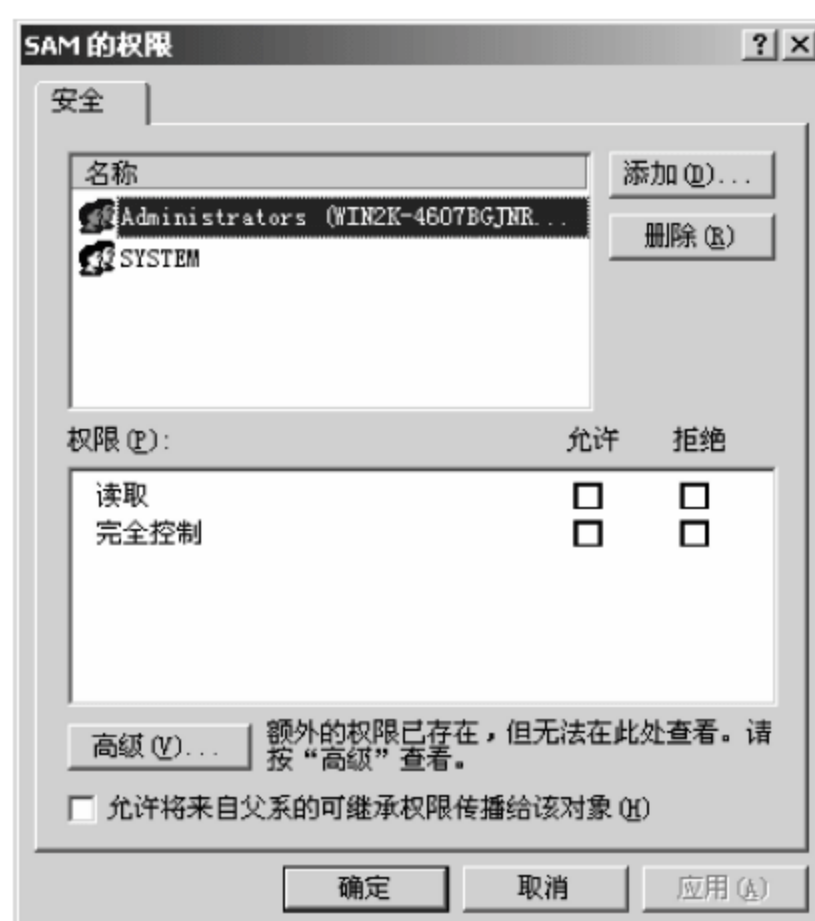 SAM 的权限
安全
名称
添加(D)...
Administrators (WIN2K-4607BGJNR...
删除(R)
SYSTEM
权限(P): 允许 拒绝
读取
完全控制
高级(V)... 额外的权限已存在，但无法在此处查看。请
按“高级”查看。
允许将来自父系的可继承权限传播给该对象(H)
确定 取消 应用(A)